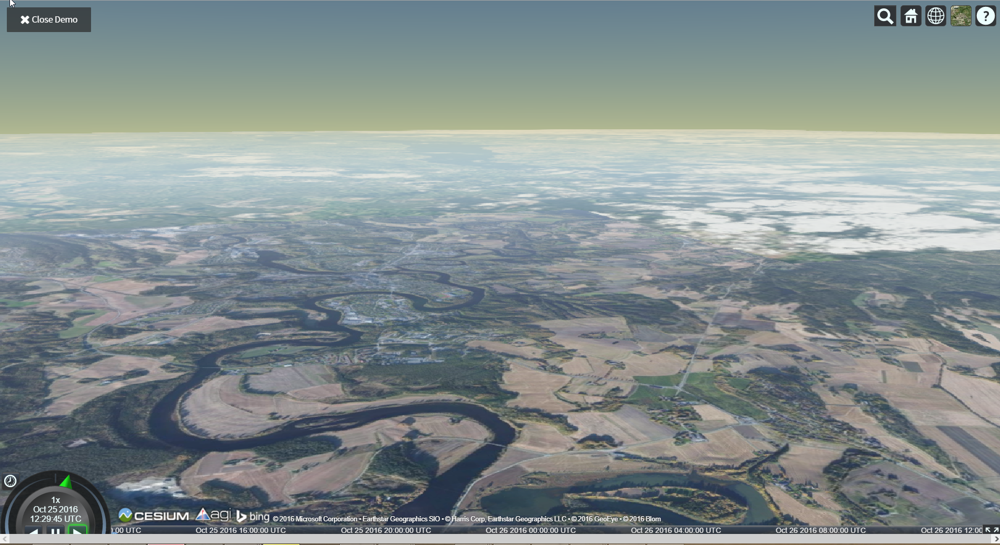 Close Demo
1x
Oct 25 2016
12:29:45 UTC
CESIUM agi bing © 2016 Microsoft Corporation • Earthstar Geographics SIO • © Harris Corp, Earthstar Geographics LLC • © 2016 GeoEye • © 2016 Blom
:00 UTC Oct 25 2016 16:00:00 UTC Oct 25 2016 20:00:00 UTC Oct 26 2016 00:00:00 UTC Oct 26 2016 04:00:00 UTC Oct 26 2016 08:00:00 UTC Oct 26 2016 12:00